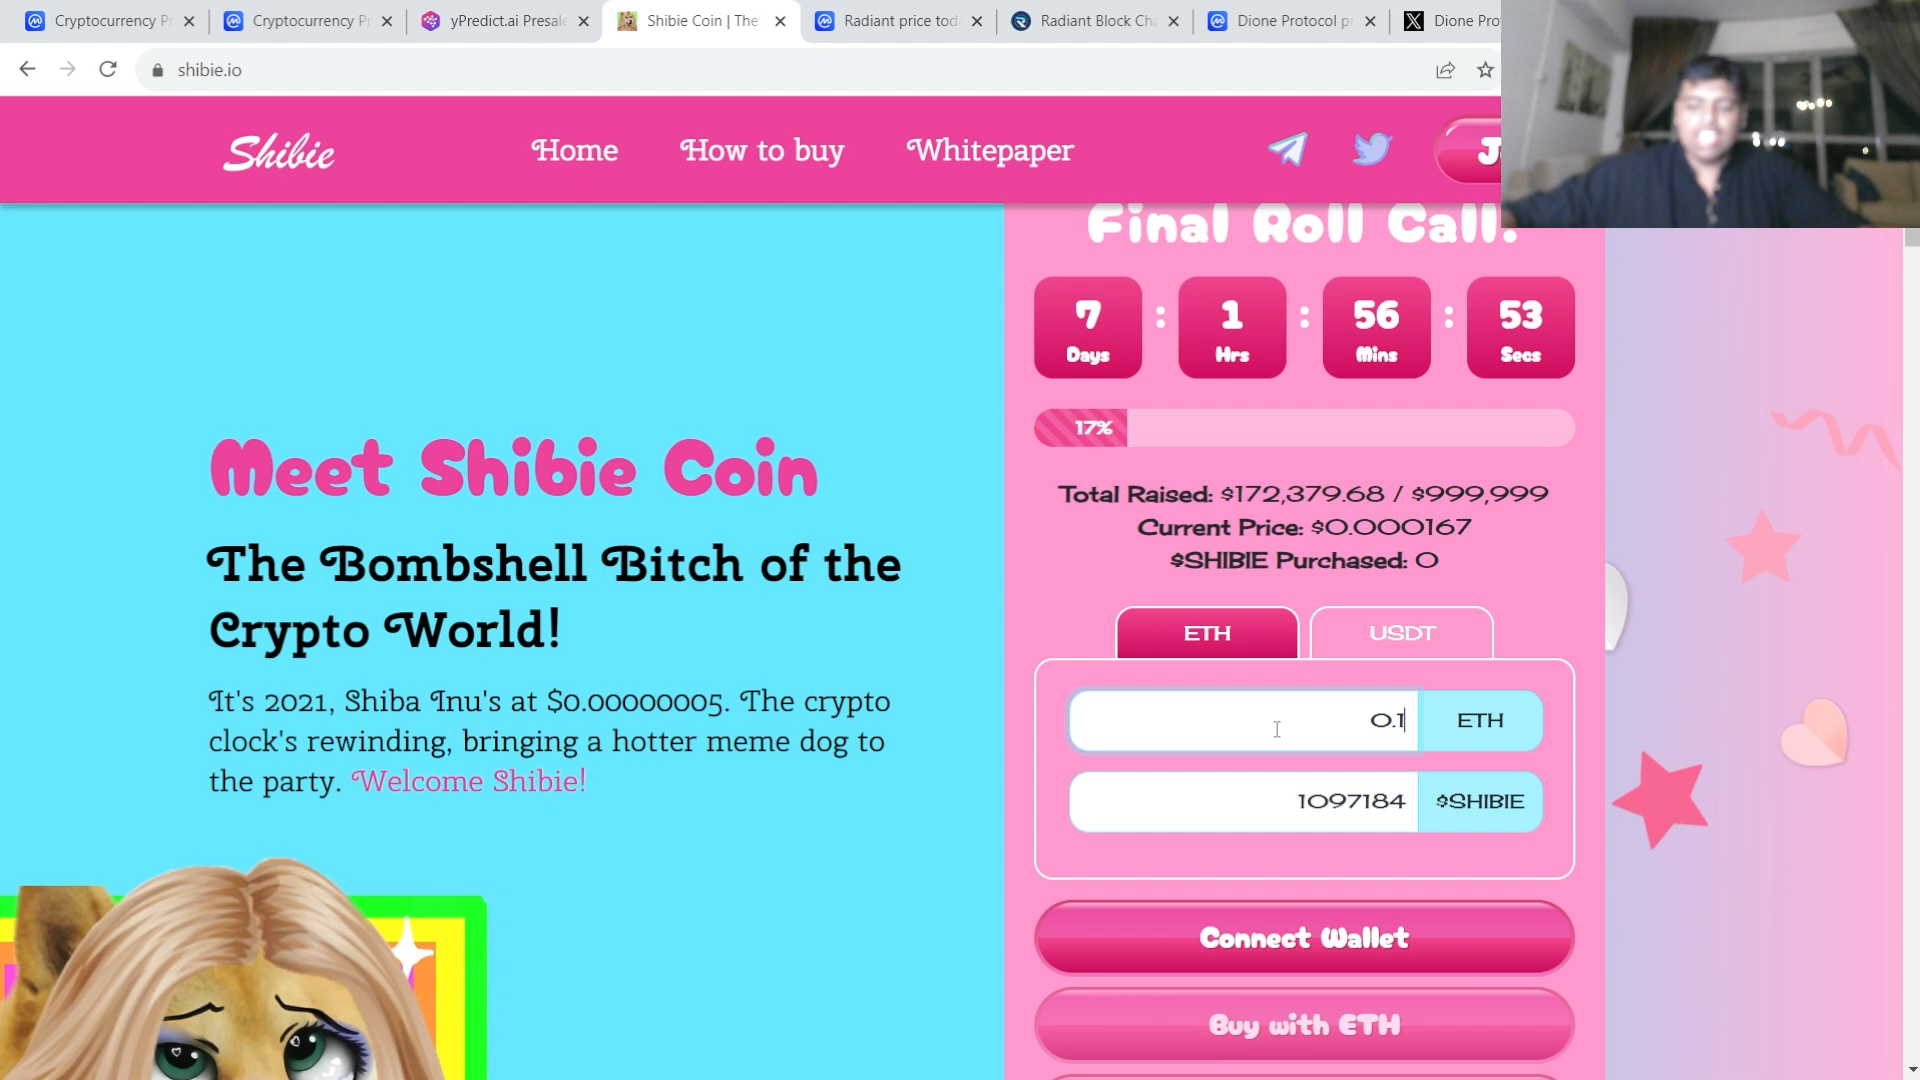 Cryptocurrency Pr
Cryptocurrency Pr
yPredict.ai Presale
Shibie Coin | The
Radiant price tod
Radiant Block Cha
Dione Protocol pr
Dione Pro
shibie.io
Shibie
Home
How to buy
Whitepaper
J
Final Roll Call!
7
Days
:
1
Hrs
:
56
Mins
:
53
Secs
17%
Total Raised: $172,379.68 / $999,999
Current Price: $0.000167
$SHIBIE Purchased: 0
ETH
USDT
0.1
ETH
1097184
$SHIBIE
Connect Wallet
Buy with ETH
Meet Shibie Coin
The Bombshell Bitch of the
Crypto World!
It's 2021, Shiba Inu's at $0.00000005. The crypto
clock's rewinding, bringing a hotter meme dog to
the party. Welcome Shibie!